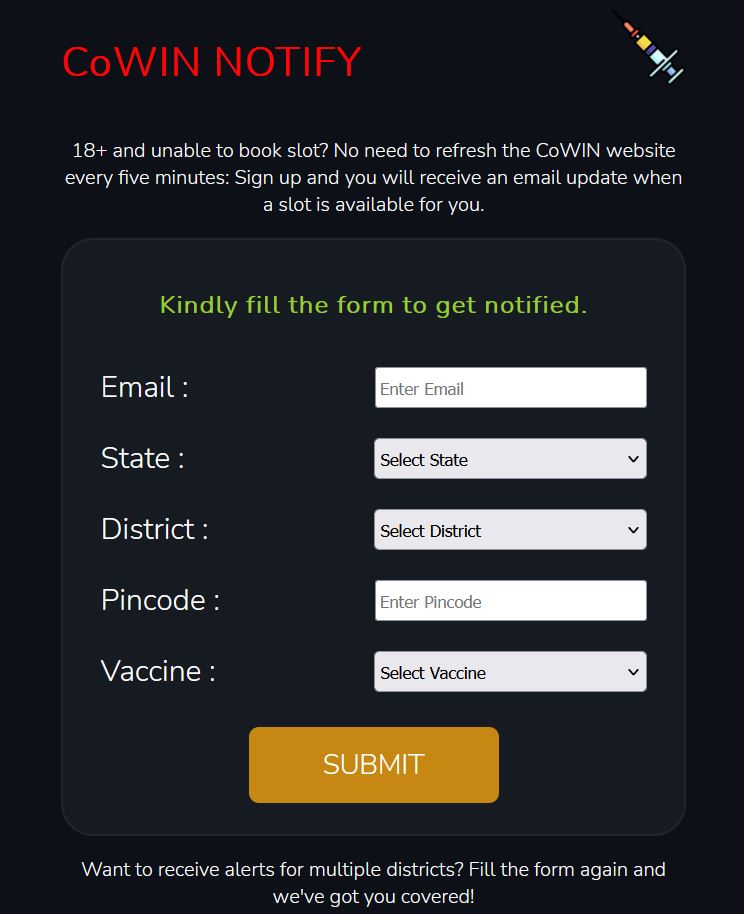 CoWIN NOTIFY
18+ and unable to book slot? No need to refresh the CoWIN website
every five minutes: Sign up and you will receive an email update when
a slot is available for you.
Kindly fill the form to get notified.
Email :
Enter Email
State :
Select State
District :
Select District
Pincode :
Enter Pincode
Vaccine :
Select Vaccine
SUBMIT
Want to receive alerts for multiple districts? Fill the form again and
we've got you covered!